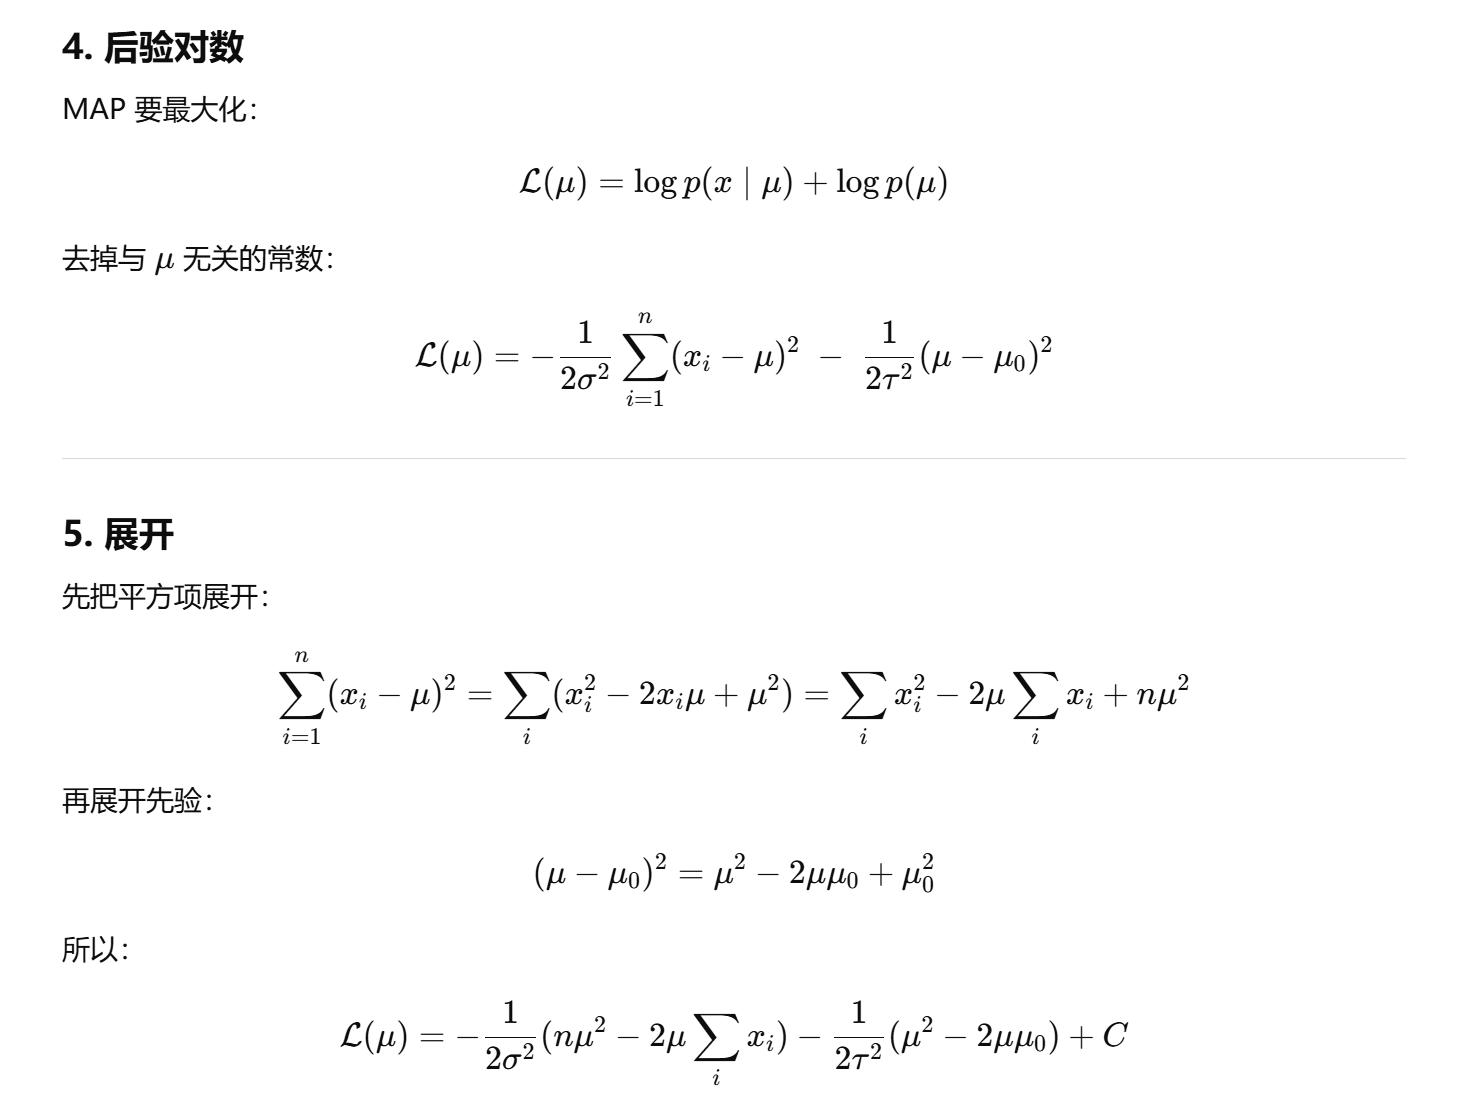 4. 后验对数
MAP 要最大化：
$$\mathcal{L}(\mu) = \log p(x \mid \mu) + \log p(\mu)$$
去掉与 $\mu$ 无关的常数：
$$\mathcal{L}(\mu) = -\frac{1}{2\sigma^2} \sum_{i=1}^{n} (x_i - \mu)^2 \; - \; \frac{1}{2\tau^2} (\mu - \mu_0)^2$$
5. 展开
先把平方项展开：
$$\sum_{i=1}^{n} (x_i - \mu)^2 = \sum_i (x_i^2 - 2x_i\mu + \mu^2) = \sum_i x_i^2 - 2\mu \sum_i x_i + n\mu^2$$
再展开先验：
$$(\mu - \mu_0)^2 = \mu^2 - 2\mu\mu_0 + \mu_0^2$$
所以：
$$\mathcal{L}(\mu) = -\frac{1}{2\sigma^2} (n\mu^2 - 2\mu \sum_i x_i) - \frac{1}{2\tau^2} (\mu^2 - 2\mu\mu_0) + C$$